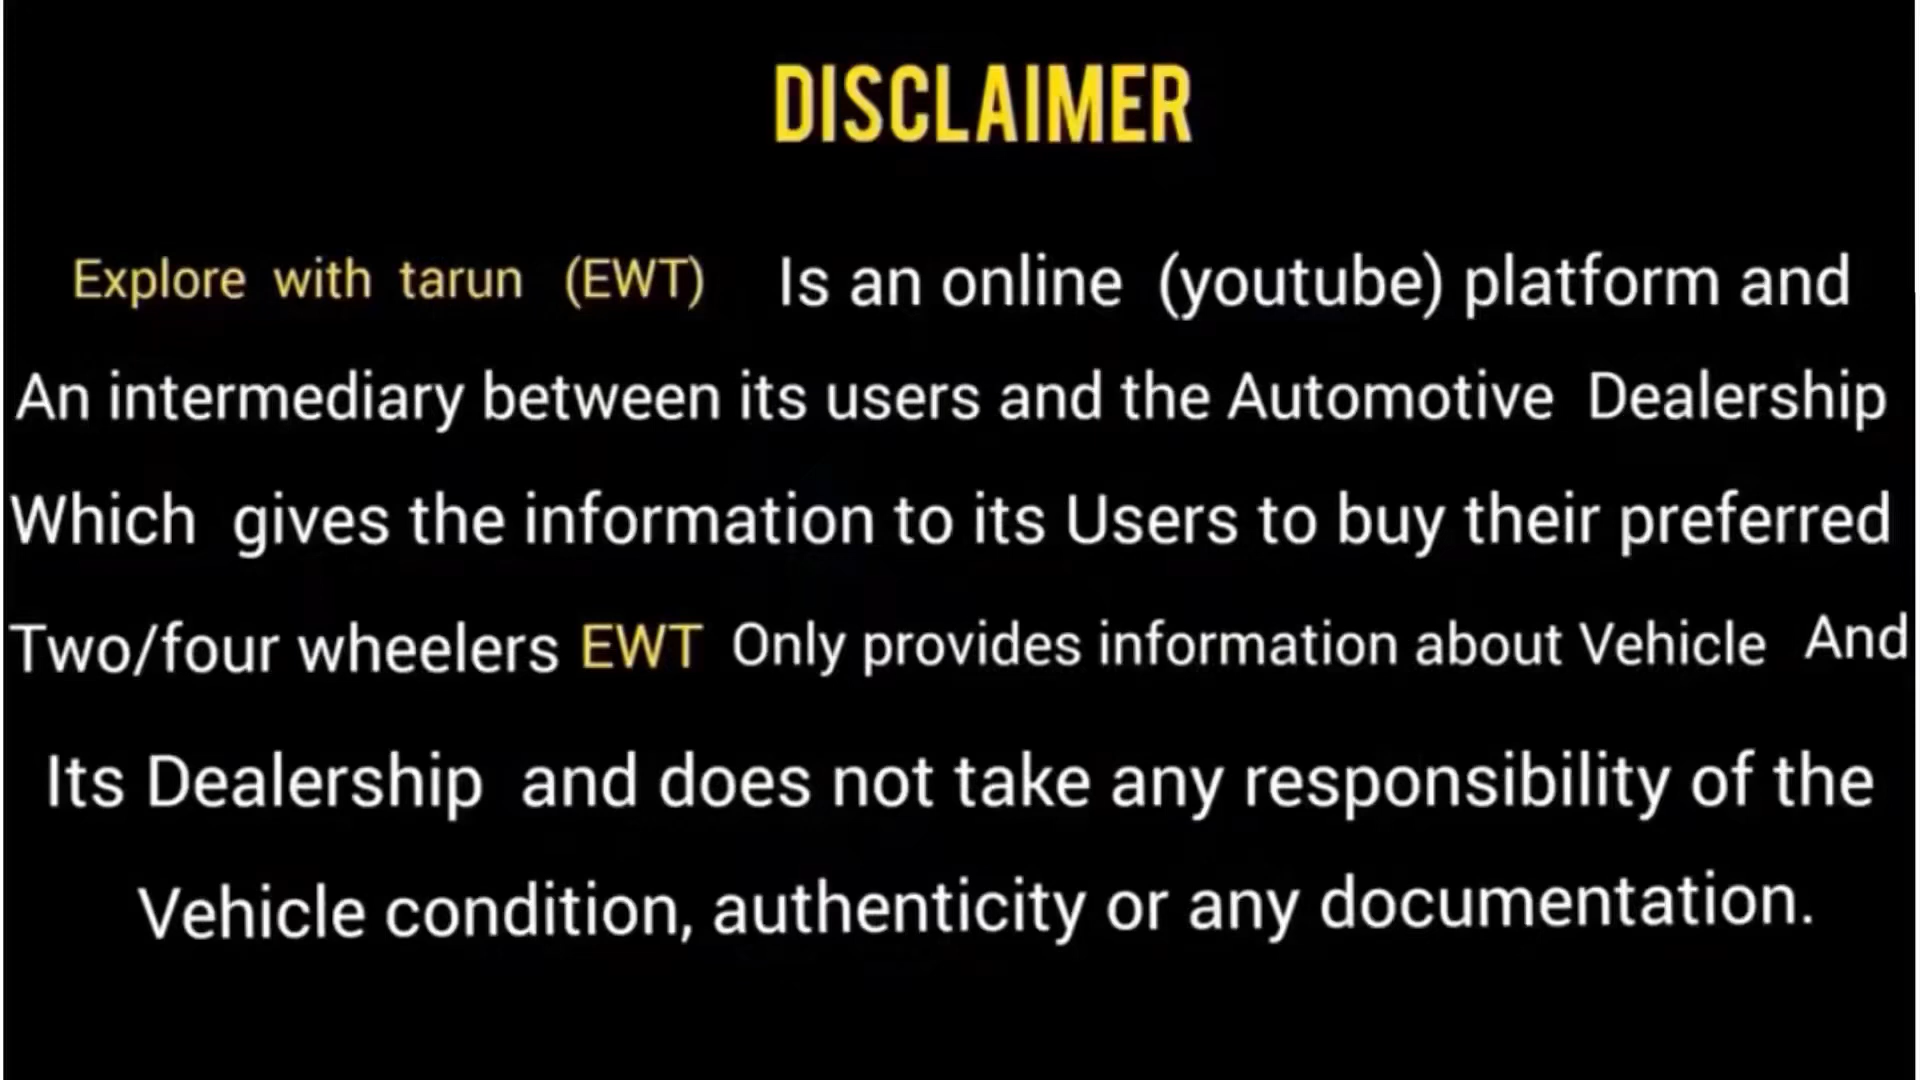 DISCLAIMER
Explore with tarun (EWT) Is an online (youtube) platform and
An intermediary between its users and the Automotive Dealership
Which gives the information to its Users to buy their preferred
Two/four wheelers EWT Only provides information about Vehicle And
Its Dealership and does not take any responsibility of the
Vehicle condition, authenticity or any documentation.